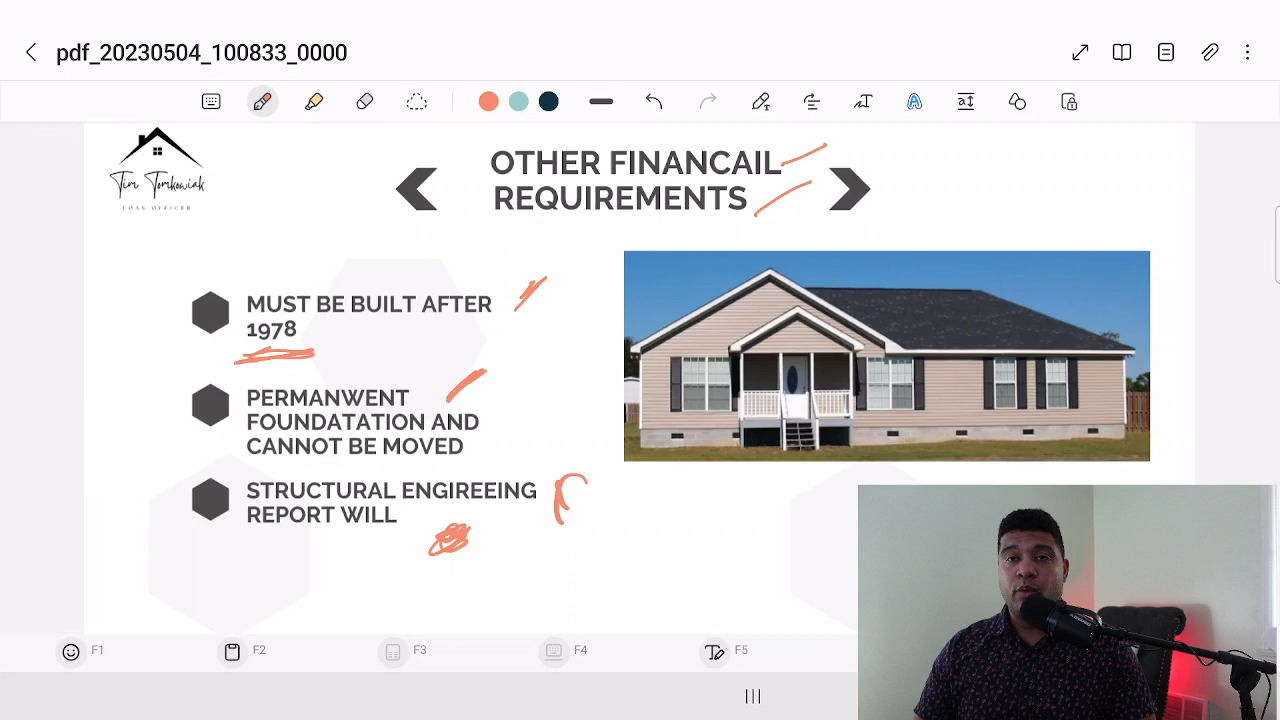 pdf_20230504_100833_0000
Tim Tomkowiak
LOAN OFFICER
OTHER FINANCAIL
REQUIREMENTS
MUST BE BUILT AFTER
1978
PERMANWENT
FOUNDATATION AND
CANNOT BE MOVED
STRUCTURAL ENGIREEING
REPORT WILL
F1 F2 F3 F4 F5